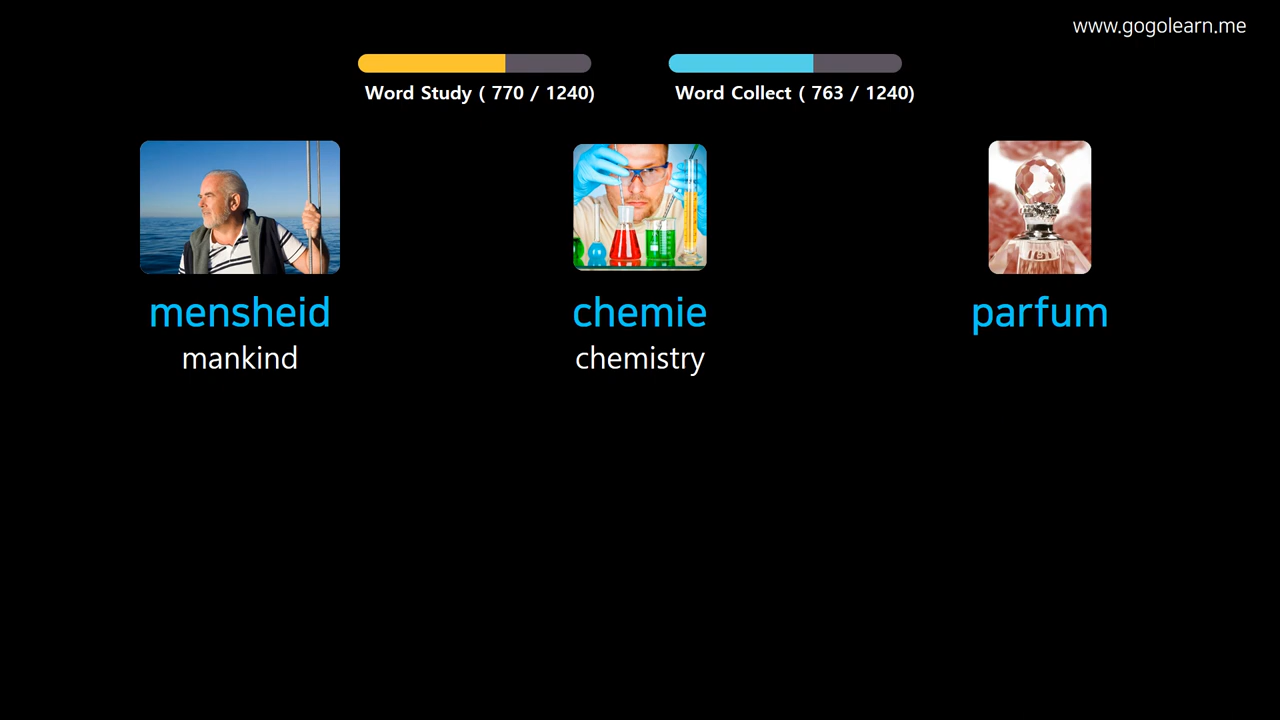 www.gogolearn.me
Word Study ( 770 / 1240)
Word Collect ( 763 / 1240)
mensheid
chemie
parfum
mankind
chemistry